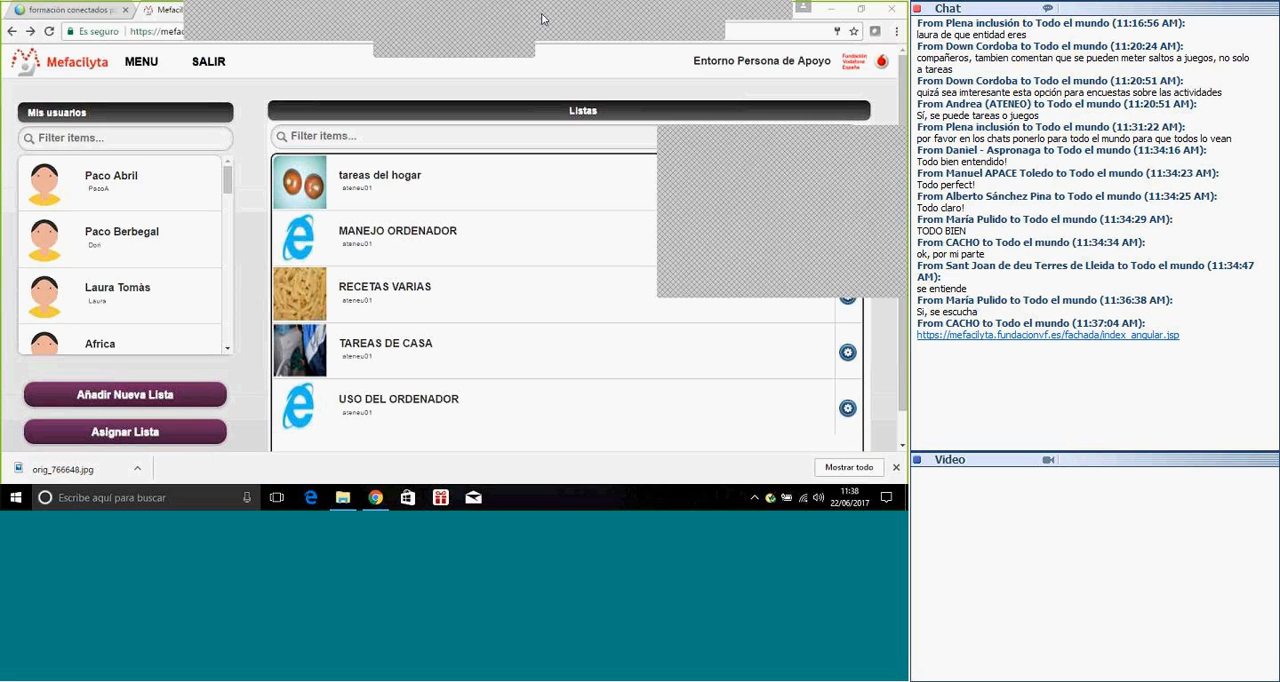 formación conectados p
Mefacil
Es seguro
https://mefa
Mefacilyta
MENU
SALIR
Entorno Persona de Apoyo
Fundación
Vodafone
España
Mis usuarios
Filter items...
Paco Abril
PacoA
Paco Berbegal
Dori
Laura Tomàs
Laura
Africa
Añadir Nueva Lista
Asignar Lista
Listas
Filter items...
tareas del hogar
ateneu01
MANEJO ORDENADOR
ateneu01
RECETAS VARIAS
ateneu01
TAREAS DE CASA
ateneu01
USO DEL ORDENADOR
ateneu01
orig_766648.jpg
Mostrar todo
Escribe aquí para buscar
11:38
22/06/2017
Chat
From Plena inclusión to Todo el mundo (11:16:56 AM):
laura de que entidad eres
From Down Cordoba to Todo el mundo (11:20:24 AM):
compañeros, tambien comentan que se pueden meter saltos a juegos, no solo
a tareas
From Down Cordoba to Todo el mundo (11:20:51 AM):
quizá sea interesante esta opción para encuestas sobre las actividades
From Andrea (ATENEO) to Todo el mundo (11:20:51 AM):
Sí, se puede tareas o juegos
From Plena inclusión to Todo el mundo (11:31:22 AM):
por favor en los chats ponerlo para todo el mundo para que todos lo vean
From Daniel - Aspronaga to Todo el mundo (11:34:16 AM):
Todo bien entendido!
From Manuel APACE Toledo to Todo el mundo (11:34:23 AM):
Todo perfect!
From Alberto Sánchez Pina to Todo el mundo (11:34:25 AM):
Todo claro!
From María Pulido to Todo el mundo (11:34:29 AM):
TODO BIEN
From CACHO to Todo el mundo (11:34:34 AM):
ok, por mi parte
From Sant Joan de deu Terres de Lleida to Todo el mundo (11:34:47
AM):
se entiende
From María Pulido to Todo el mundo (11:36:38 AM):
Si, se escucha
From CACHO to Todo el mundo (11:37:04 AM):
https://mefacilyta.fundacionvf.es/fachada/index_angular.jsp
Video